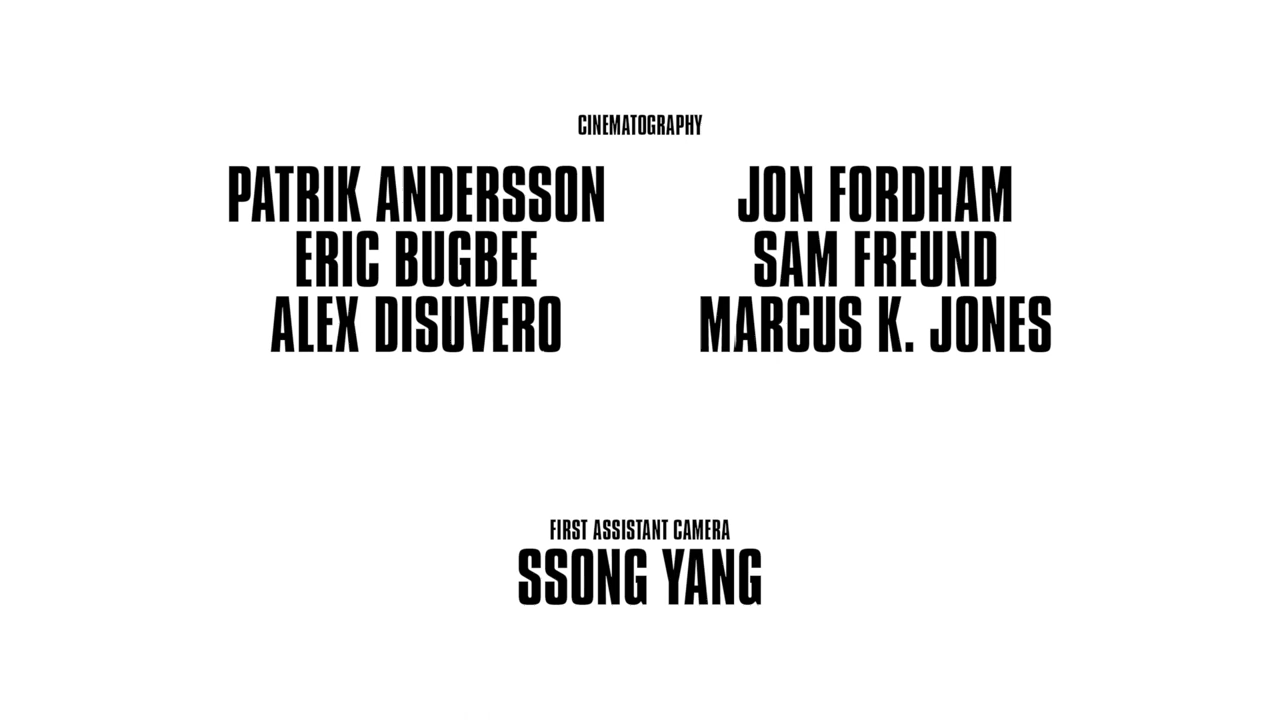 CINEMATOGRAPHY
PATRIK ANDERSSON
ERIC BUGBEE
ALEX DISUVERO
JON FORDHAM
SAM FREUND
MARCUS K. JONES
FIRST ASSISTANT CAMERA
SSONG YANG